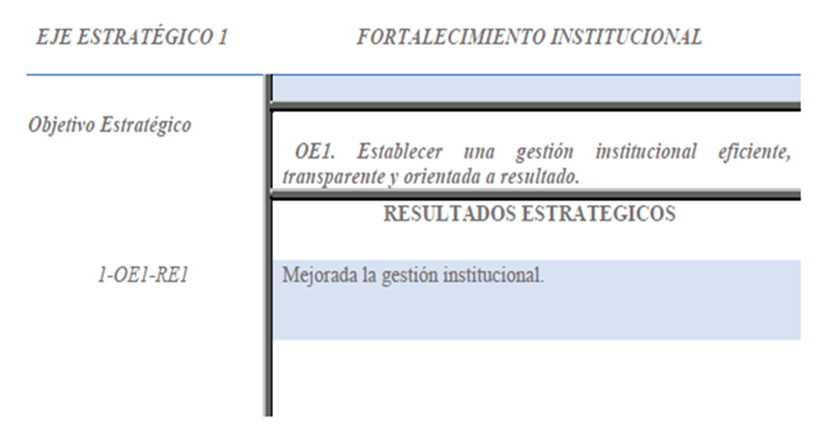 EJE ESTRATÉGICO 1 FORTALECIMIENTO INSTITUCIONAL
Objetivo Estratégico
OE1. Establecer una gestión institucional eficiente,
transparente y orientada a resultado.
RESULTADOS ESTRATEGICOS
1-OE1-RE1 Mejorada la gestión institucional.